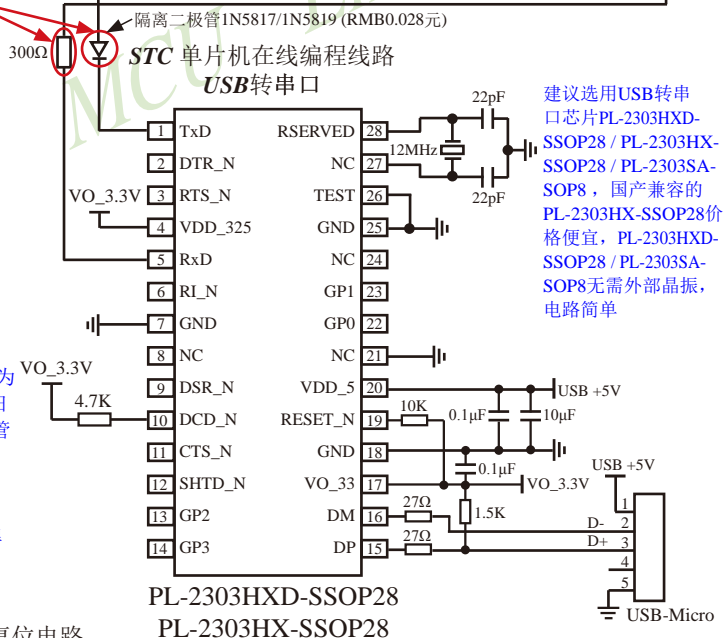 隔离二极管1N5817/1N5819 (RMB0.028元)
300Ω
STC 单片机在线编程线路
USB转串口
MCU
22pF
12MHz
22pF
建议选用USB转串
口芯片PL-2303HXD-
SSOP28 / PL-2303HX-
SSOP28 / PL-2303SA-
SOP8，国产兼容的
PL-2303HX-SSOP28价
格便宜，PL-2303HXD-
SSOP28 / PL-2303SA-
SOP8无需外部晶振，
电路简单
1 TxD RSERVED 28
2 DTR_N NC 27
VO_3.3V 3 RTS_N TEST 26
4 VDD_325 GND 25
5 RxD NC 24
6 RI_N GP1 23
7 GND GP0 22
8 NC NC 21
为
VO_3.3V
9 DSR_N VDD_5 20 USB +5V
4.7K
10 DCD_N RESET_N 19 10K 0.1μF 10μF
管
11 CTS_N GND 18
0.1μF
12 SHTD_N VO_33 17 VO_3.3V
13 GP2 DM 16 27Ω 1.5K
14 GP3 DP 15 27Ω
USB +5V
1
D- 2
D+ 3
4
5
USB-Micro
PL-2303HXD-SSOP28
PL-2303HX-SSOP28
复位电路